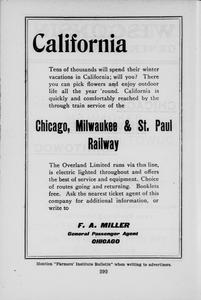 California
Tens of thousands will spend their winter
vacations in California; will you? There
you can pick flowers and enjoy outdoor
life all the year 'round. California is
quickly and comfortably reached by the
through train service of the
Chicago, Milwaukee & St. Paul
Railway
The Overland Limited runs via this line,
is electric lighted throughout and offers
the best of service and equipment. Choice
of routes going and returning. Booklets
free. Ask the nearest ticket agent of this
company for additional information, or
write to
F. A. MILLER
General Passenger Agent
CHICAGO
Mention "Farmers' Institute Bulletin" when writing to advertisers.